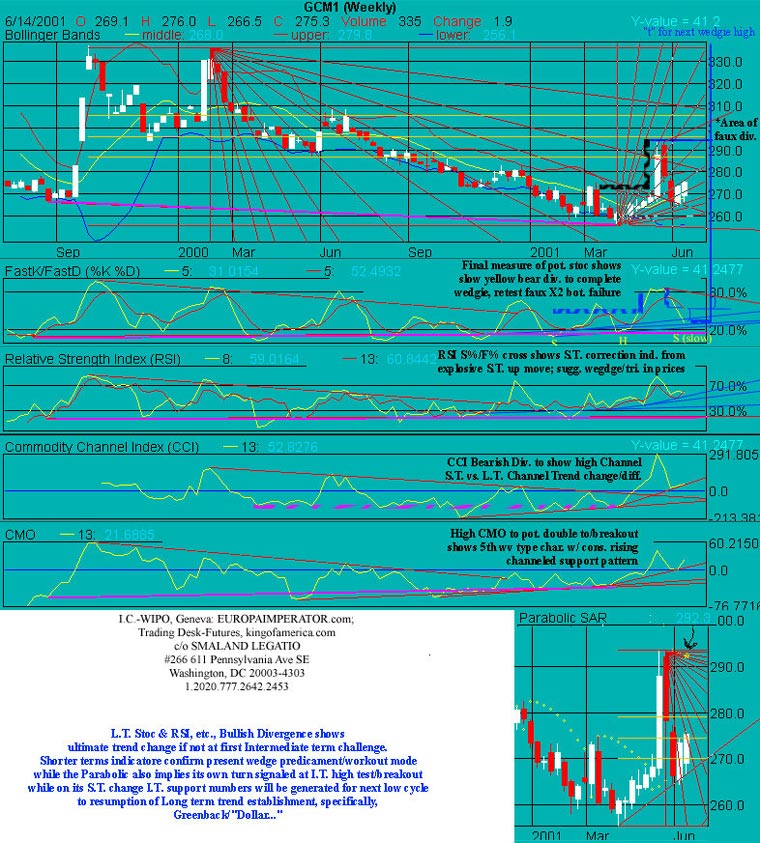 GCM1 (Weekly)
6/14/2001 O 269.1 H 276.0 L 266.5 C 275.3 Volume 335 Change 1.9 Y-value = 41.2
Bollinger Bands middle: 268.0 upper: 279.8 lower: 256.1 "t" for next wedgie high
330.0
320.0
310.0
*Area of
faux div.
290.0
280.0
270.0
260.0
Sep 2000 Mar Jun Sep 2001 Mar Jun
FastK/FastD (%K %D) 5: 31.0154 5: 52.4932 Y-value = 41.2477
Final measure of pot. stoc shows
slow yellow bear div. to complete
wedgie, retest faux X2 bot. failure
80.0%
20.0%
S H S (slow)
Relative Strength Index (RSI) 8: 59.0164 13: 60.8442
RSI S%/F% cross shows S.T. correction ind. from
explosive S.T. up move; sugg. wegdge/tri. in prices
70.0%
30.0%
Commodity Channel Index (CCI) 13: 52.8276 Y-value = 41.2477
291.805
CCI Bearish Div. to show high Channel
S.T. vs. L.T. Channel Trend change/diff.
0.0
-213.381
CMO 13: 21.6885
High CMO to pot. double to/breakout
shows 5th wv type char. w/ cons. rising
channeled support pattern
60.2150
0.0
-76.7716
I.C.-WIPO, Geneva: EUROPAIMPERATOR.com;
Trading Desk-Futures, kingofamerica.com
c/o SMALAND LEGATIO
#266 611 Pennsylvania Ave SE
Washington, DC 20003-4303
1.2020.777.2642.2453
L.T. Stoc & RSI, etc., Bullish Divergence shows
ultimate trend change if not at first Intermediate term challenge.
Shorter terms indicatore confirm present wedge predicament/workout mode
while the Parabolic also implies its own turn signaled at I.T. high test/breakout
while on its S.T. change I.T. support numbers will be generated for next low cycle
to resumption of Long term trend establishment, specifically,
Greenback/"Dollar..."
Parabolic SAR : 292.8
00.0
290.0
280.0
270.0
260.0
2001 Mar Jun